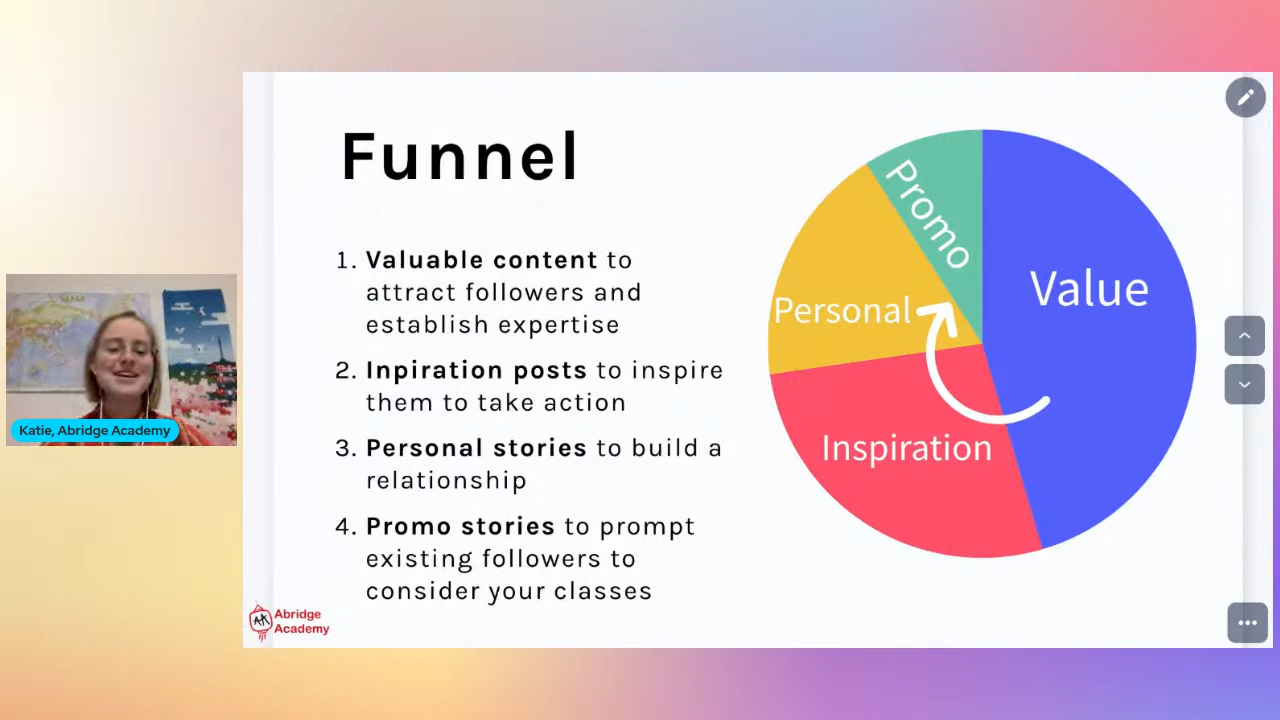 Funnel
1. Valuable content to
attract followers and
establish expertise
2. Inpiration posts to inspire
them to take action
3. Personal stories to build a
relationship
4. Promo stories to prompt
existing followers to
consider your classes
Promo
Value
Personal
Inspiration
Katie, Abridge Academy
AK
Abridge
Academy